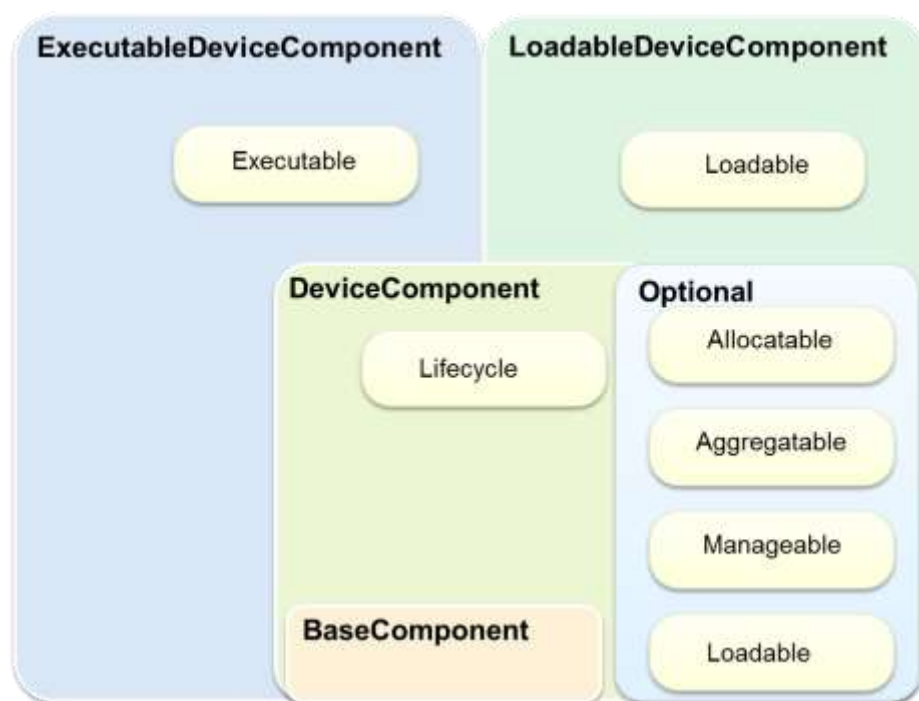 ExecutableDeviceComponent
LoadableDeviceComponent
Executable
Loadable
DeviceComponent
Optional
Allocatable
Lifecycle
Aggregatable
Manageable
BaseComponent
Loadable